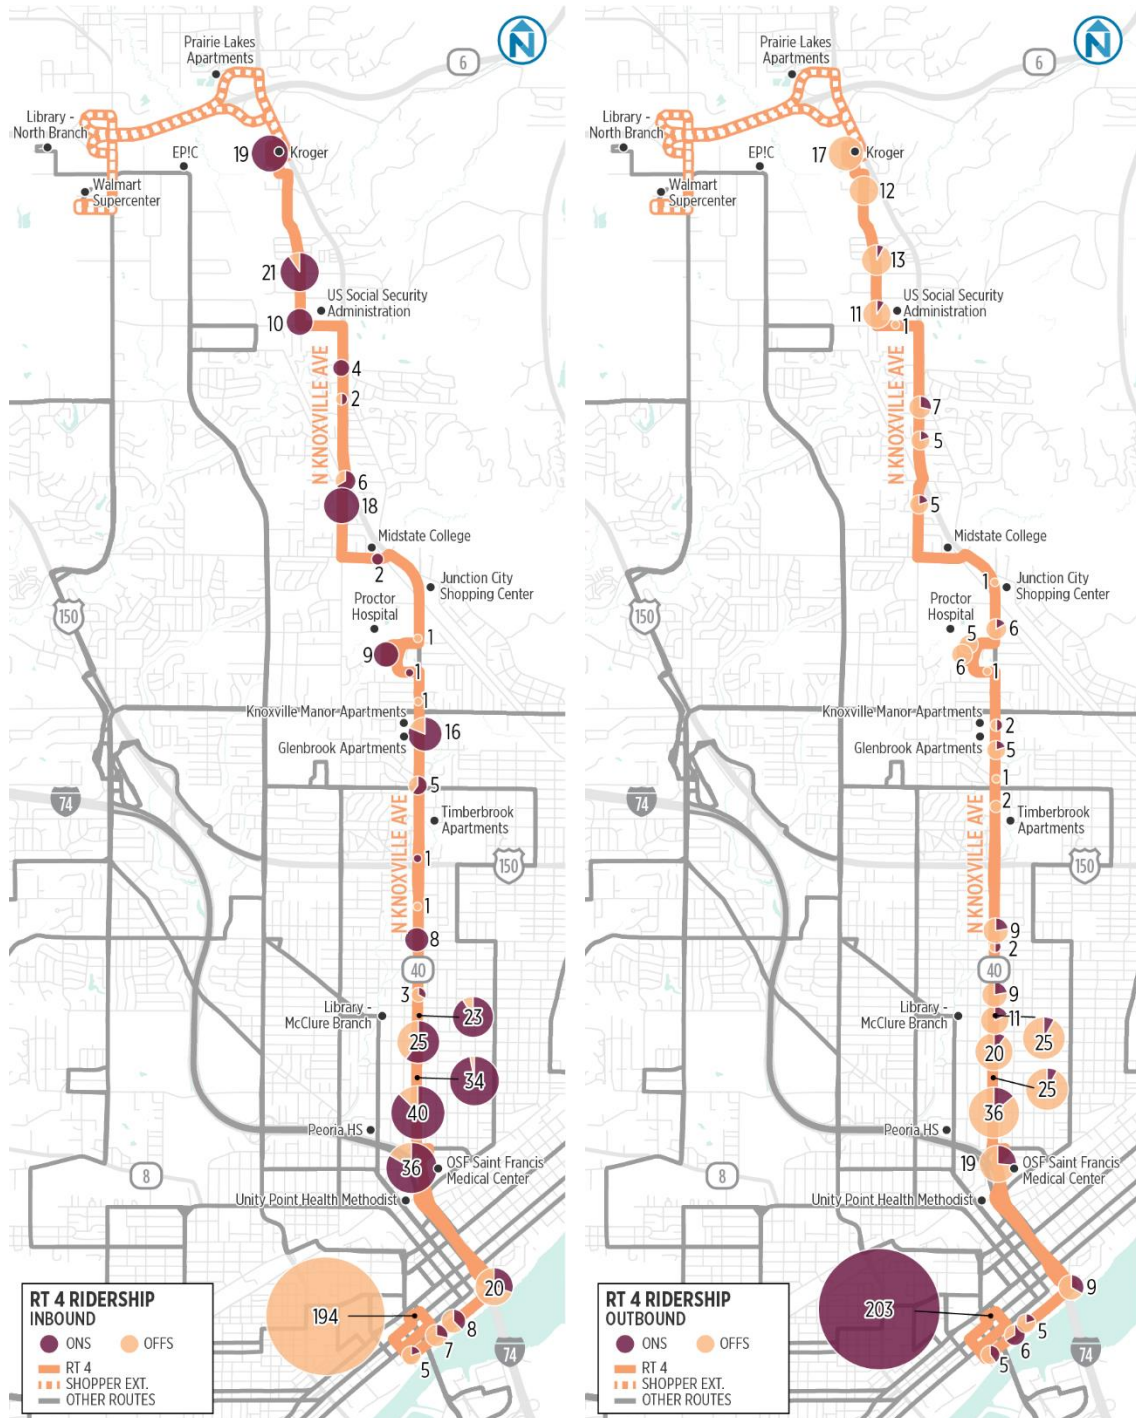 N
Prairie Lakes
Apartments
6
Library -
North Branch
EP!C
19
Kroger
Walmart
Supercenter
21
US Social Security
Administration
10
4
N KNOXVILLE AVE
2
6
18
Midstate College
2
Junction City
Shopping Center
150
Proctor
Hospital
1
9
1
1
Knoxville Manor Apartments
16
Glenbrook Apartments
5
74
N KNOXVILLE AVE
Timberbrook
Apartments
1
150
1
8
40
3
Library -
McClure Branch
23
25
34
40
Peoria HS
36
OSF Saint Francis
Medical Center
8
Unity Point Health Methodist
20
194
8
7
5
74
RT 4 RIDERSHIP
INBOUND
ONS
OFFS
RT 4
SHOPPER EXT.
OTHER ROUTES
N
Prairie Lakes
Apartments
6
Library -
North Branch
EP!C
17
Kroger
Walmart
Supercenter
12
13
US Social Security
Administration
11
1
N KNOXVILLE AVE
7
5
5
Midstate College
1
Junction City
Shopping Center
150
Proctor
Hospital
5
6
6
1
Knoxville Manor Apartments
2
Glenbrook Apartments
5
1
74
2
N KNOXVILLE AVE
Timberbrook
Apartments
150
9
2
40
9
Library -
McClure Branch
11
25
20
25
36
Peoria HS
19
OSF Saint Francis
Medical Center
8
Unity Point Health Methodist
9
203
5
6
5
74
RT 4 RIDERSHIP
OUTBOUND
ONS
OFFS
RT 4
SHOPPER EXT.
OTHER ROUTES